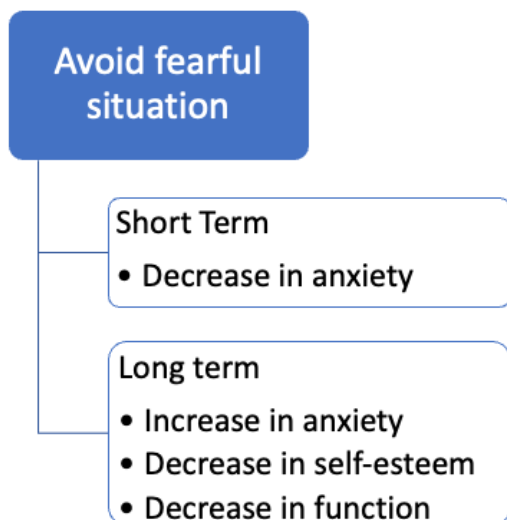 Avoid fearful
situation
Short Term
• Decrease in anxiety
Long term
• Increase in anxiety
• Decrease in self-esteem
• Decrease in function